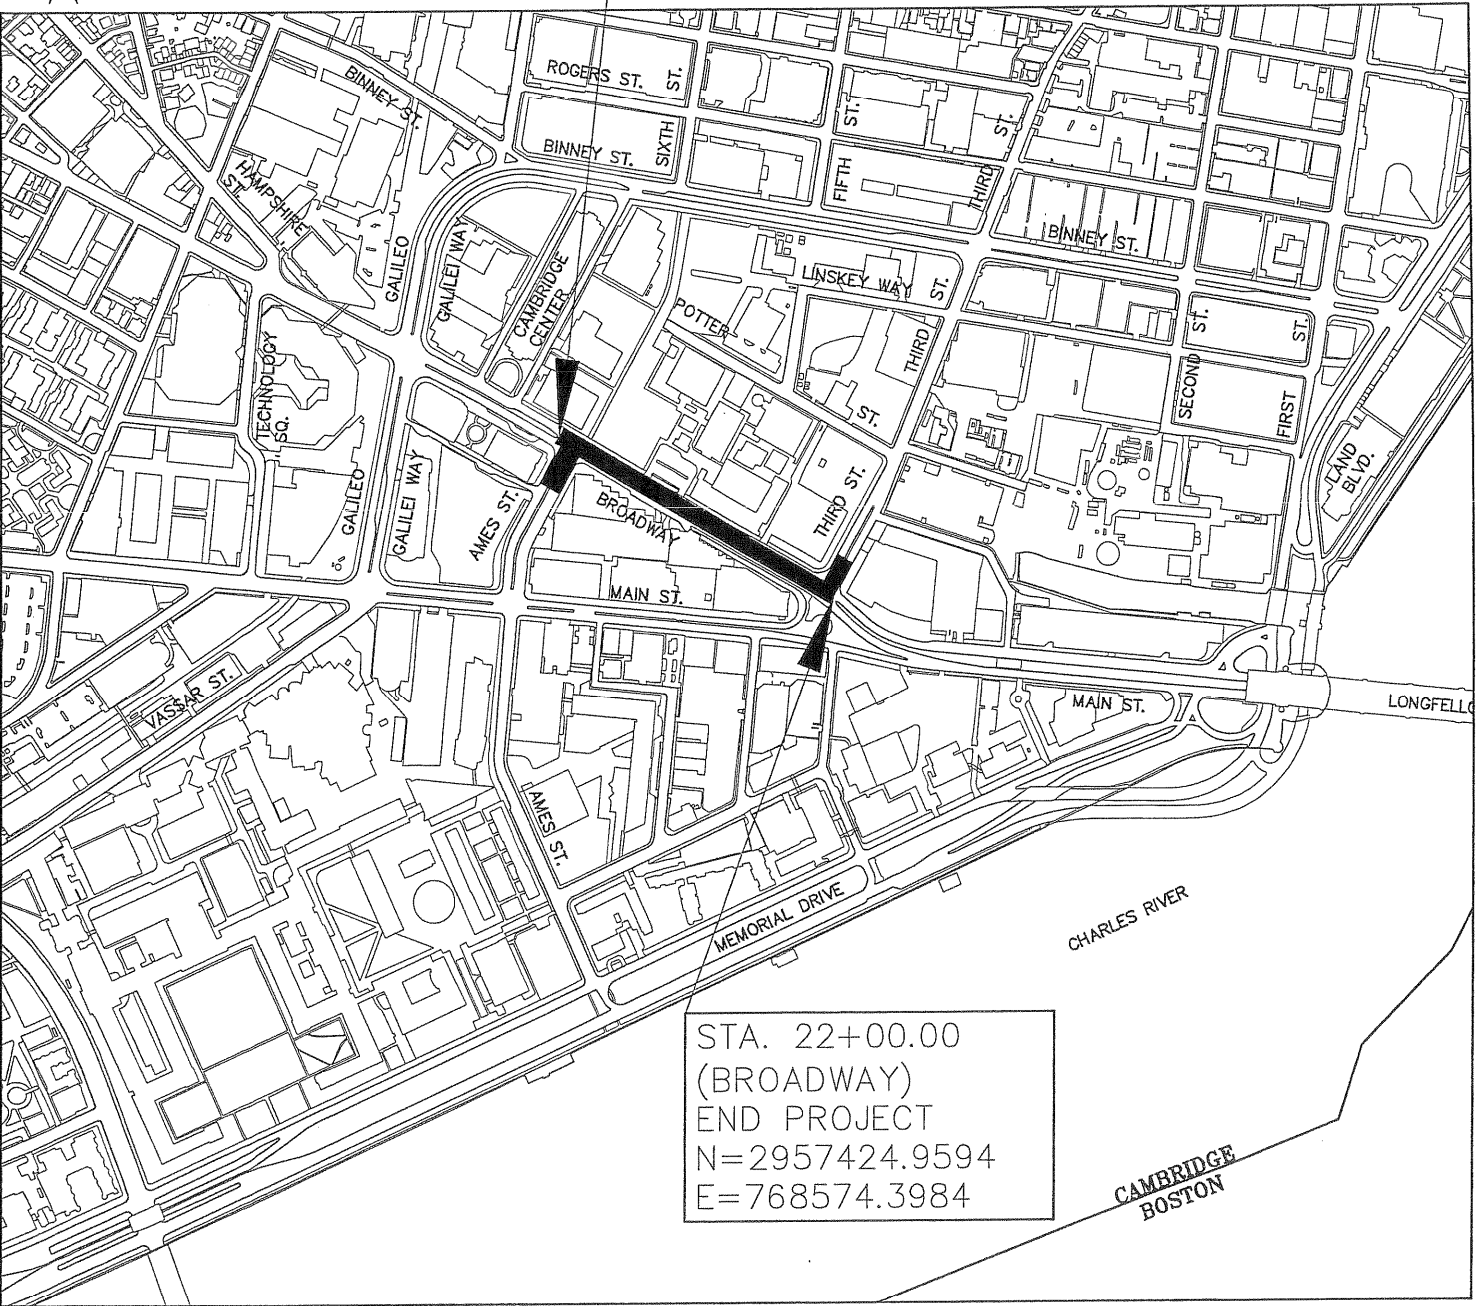 ROGERS ST.
ST.
BINNEY ST.
BINNEY ST.
SIXTH
ST.
FIFTH
ST.
THIRD
HAMPSHIRE
ST.
BINNEY ST.
GALILEO
GALILEI WAY
CAMBRIDGE
CENTER
LINSKEY WAY
ST.
THIRD
POTTER
ST.
ST.
SECOND
ST.
FIRST
TECHNOLOGY
SQ.
LAND
BLVD.
GALILEO
GALILEI WAY
AMES ST.
BROADWAY
THIRD ST.
MAIN ST.
VASSAR ST.
MAIN ST.
LONGFELLO
AMES ST.
MEMORIAL DRIVE
CHARLES RIVER
STA. 22+00.00
(BROADWAY)
END PROJECT
N=2957424.9594
E=768574.3984
CAMBRIDGE
BOSTON